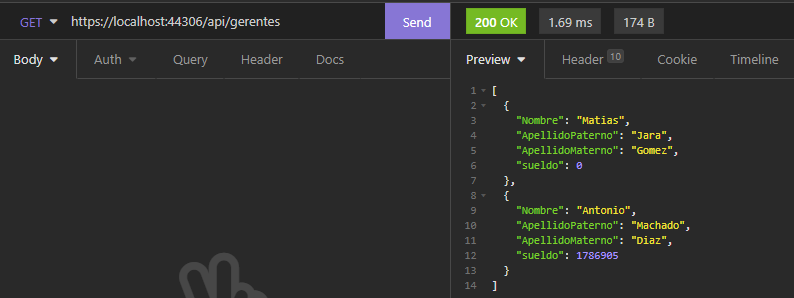 GET https://localhost:44306/api/gerentes Send 200 OK 1.69 ms 174 B
Body Auth Query Header Docs Preview Header 10 Cookie Timeline
1 [
2 {
3 "Nombre": "Matias",
4 "ApellidoPaterno": "Jara",
5 "ApellidoMaterno": "Gomez",
6 "sueldo": 0
7 },
8 {
9 "Nombre": "Antonio",
10 "ApellidoPaterno": "Machado",
11 "ApellidoMaterno": "Diaz",
12 "sueldo": 1786905
13 }
14 ]